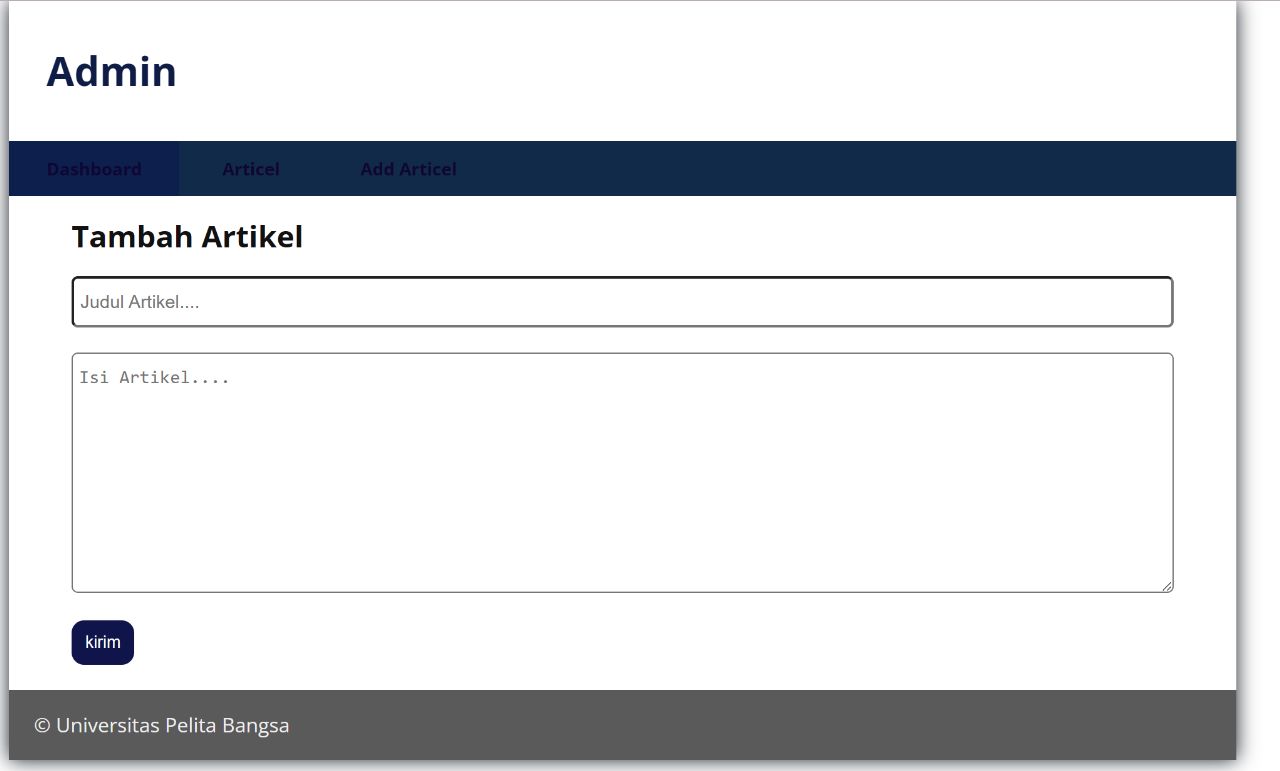 Admin
Dashboard Articel Add Articel
Tambah Artikel
Judul Artikel....
Isi Artikel....
kirim
© Universitas Pelita Bangsa